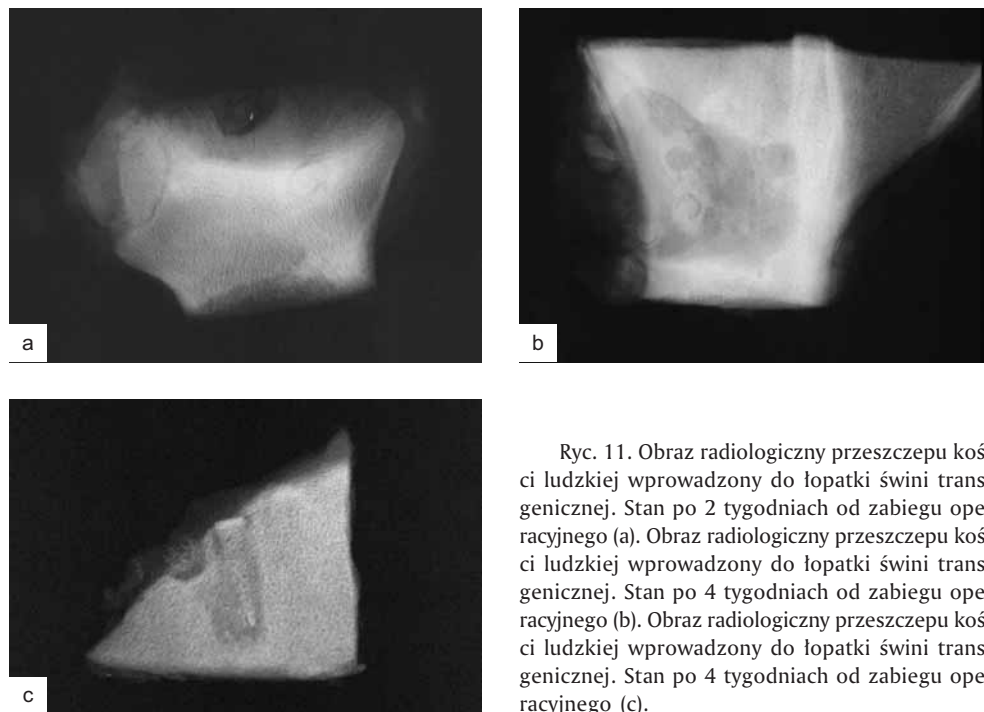 a
b
c
Ryc. 11. Obraz radiologiczny przeszczepu koś
ci ludzkiej wprowadzony do łopatki świni trans
genicznej. Stan po 2 tygodniach od zabiegu ope
racyjnego (a). Obraz radiologiczny przeszczepu koś
ci ludzkiej wprowadzony do łopatki świni trans
genicznej. Stan po 4 tygodniach od zabiegu ope
racyjnego (b). Obraz radiologiczny przeszczepu koś
ci ludzkiej wprowadzony do łopatki świni trans
genicznej. Stan po 4 tygodniach od zabiegu ope
racyjnego (c).